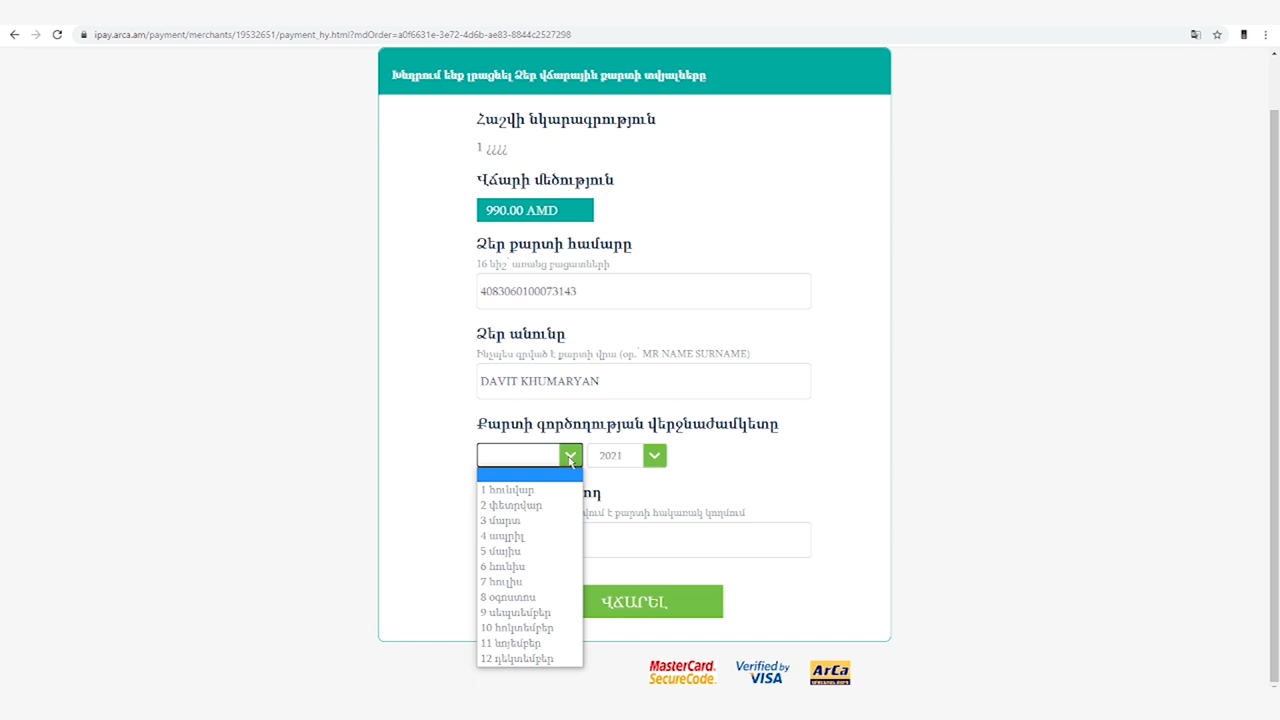 ipay.arca.am/payment/merchants/19532651/payment_hy.html?mdOrder=a0f6631e-3e72-4d6b-ae83-8844c2527298
Խնդրում ենք լրացնել Ձեր վճարային քարտի տվյալները
Հաշվի նկարագրություն
1 ¿¿¿¿
Վճարի մեծություն
990.00 AMD
Ձեր քարտի համարը
16 նիշ՝ առանց բացատների
4083060100073143
Ձեր անունը
Ինչպես գրված է քարտի վրա (օր.՝ MR NAME SURNAME)
DAVIT KHUMARYAN
Քարտի գործողության վերջնաժամկետը
2021
1 հունվար
2 փետրվար
3 մարտ
4 ապրիլ
5 մայիս
6 հունիս
7 հուլիս
8 օգոստոս
9 սեպտեմբեր
10 հոկտեմբեր
11 նոյեմբեր
12 դեկտեմբեր
է քարտի հակառակ կողմում
ՎՃԱՐԵԼ
MasterCard. SecureCode.
Verified by VISA
ArCa